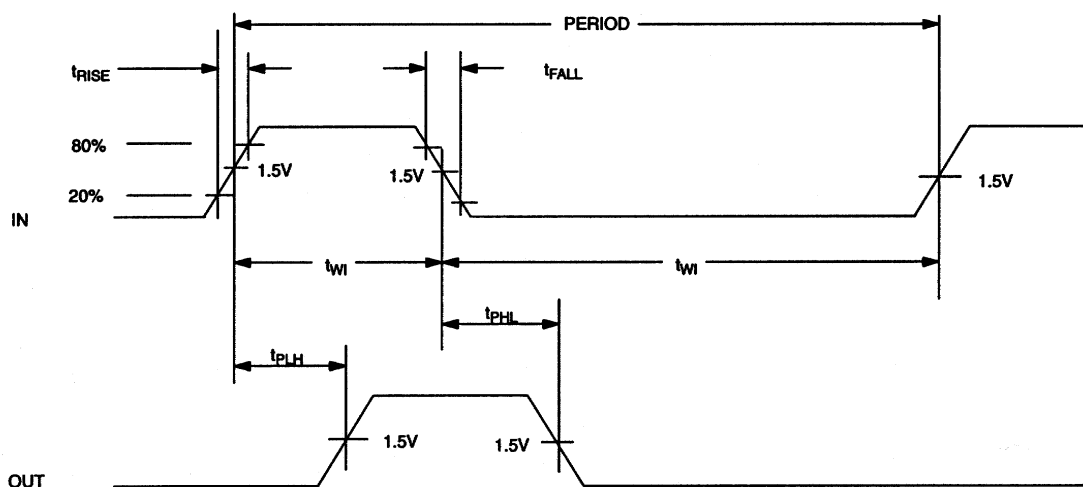 PERIOD
tRISE
tFALL
80%
1.5V
1.5V
1.5V
20%
IN
tWI
tWI
tPHL
tPLH
1.5V
1.5V
OUT